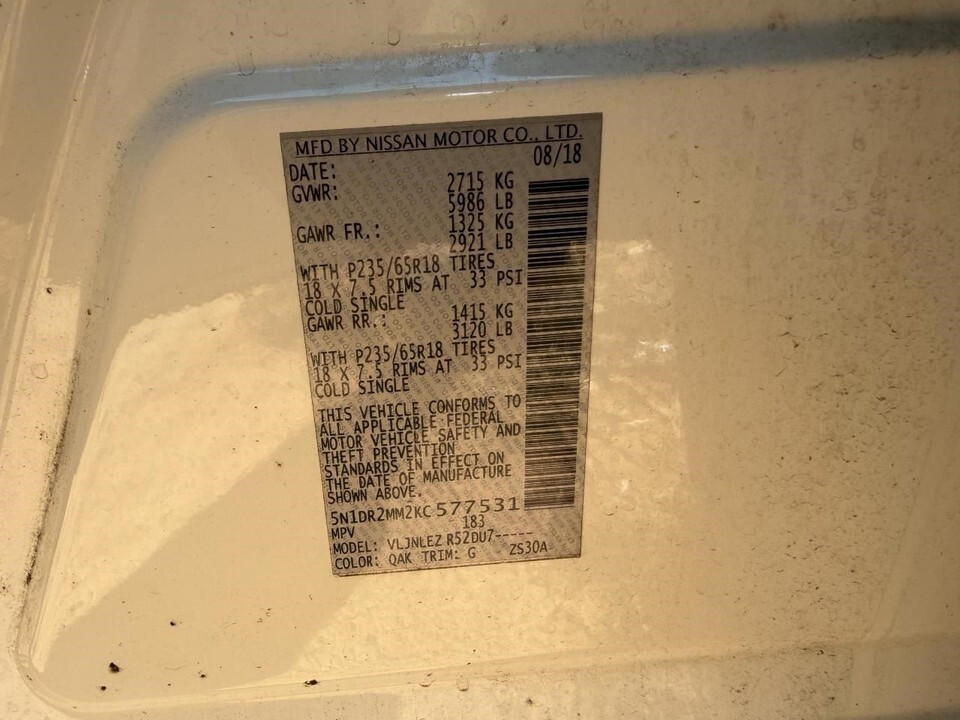 MFD BY NISSAN MOTOR CO., LTD.
DATE: 08/18
GVWR: 2715 KG
5986 LB
GAWR FR.: 1325 KG
2921 LB
WITH P235/65R18 TIRES
18 X 7.5 RIMS AT 33 PSI
COLD SINGLE
GAWR RR.: 1415 KG
3120 LB
WITH P235/65R18 TIRES
18 X 7.5 RIMS AT 33 PSI
COLD SINGLE
THIS VEHICLE CONFORMS TO
ALL APPLICABLE FEDERAL
MOTOR VEHICLE SAFETY AND
THEFT PREVENTION
STANDARDS IN EFFECT ON
THE DATE OF MANUFACTURE
SHOWN ABOVE.
5N1DR2MM2KC577531
MPV 183
MODEL: VLJNLEZ R52DU7-----
COLOR: QAK TRIM: G ZS30A